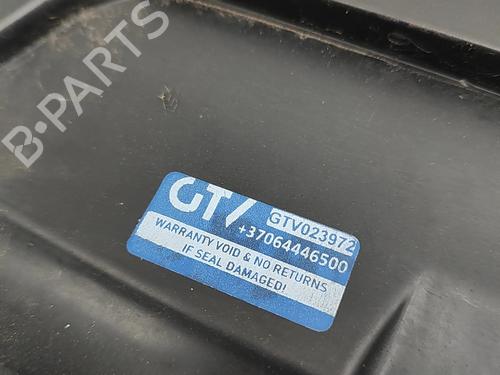 B-PARTS
GTV
GTV023972
+37064446500
WARRANTY VOID & NO RETURNS
IF SEAL DAMAGED!